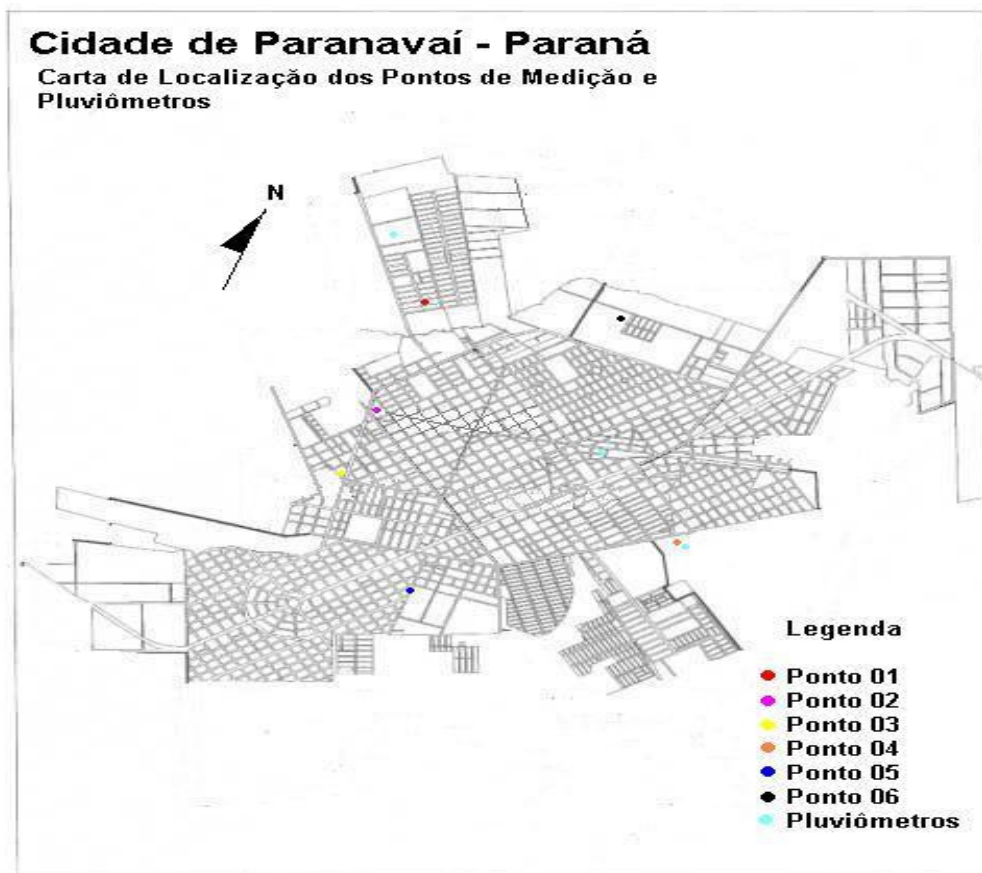 Cidade de Paranavaí - Paraná
Carta de Localização dos Pontos de Medição e
Pluviômetros
N
Legenda
Ponto 01
Ponto 02
Ponto 03
Ponto 04
Ponto 05
Ponto 06
Pluviômetros